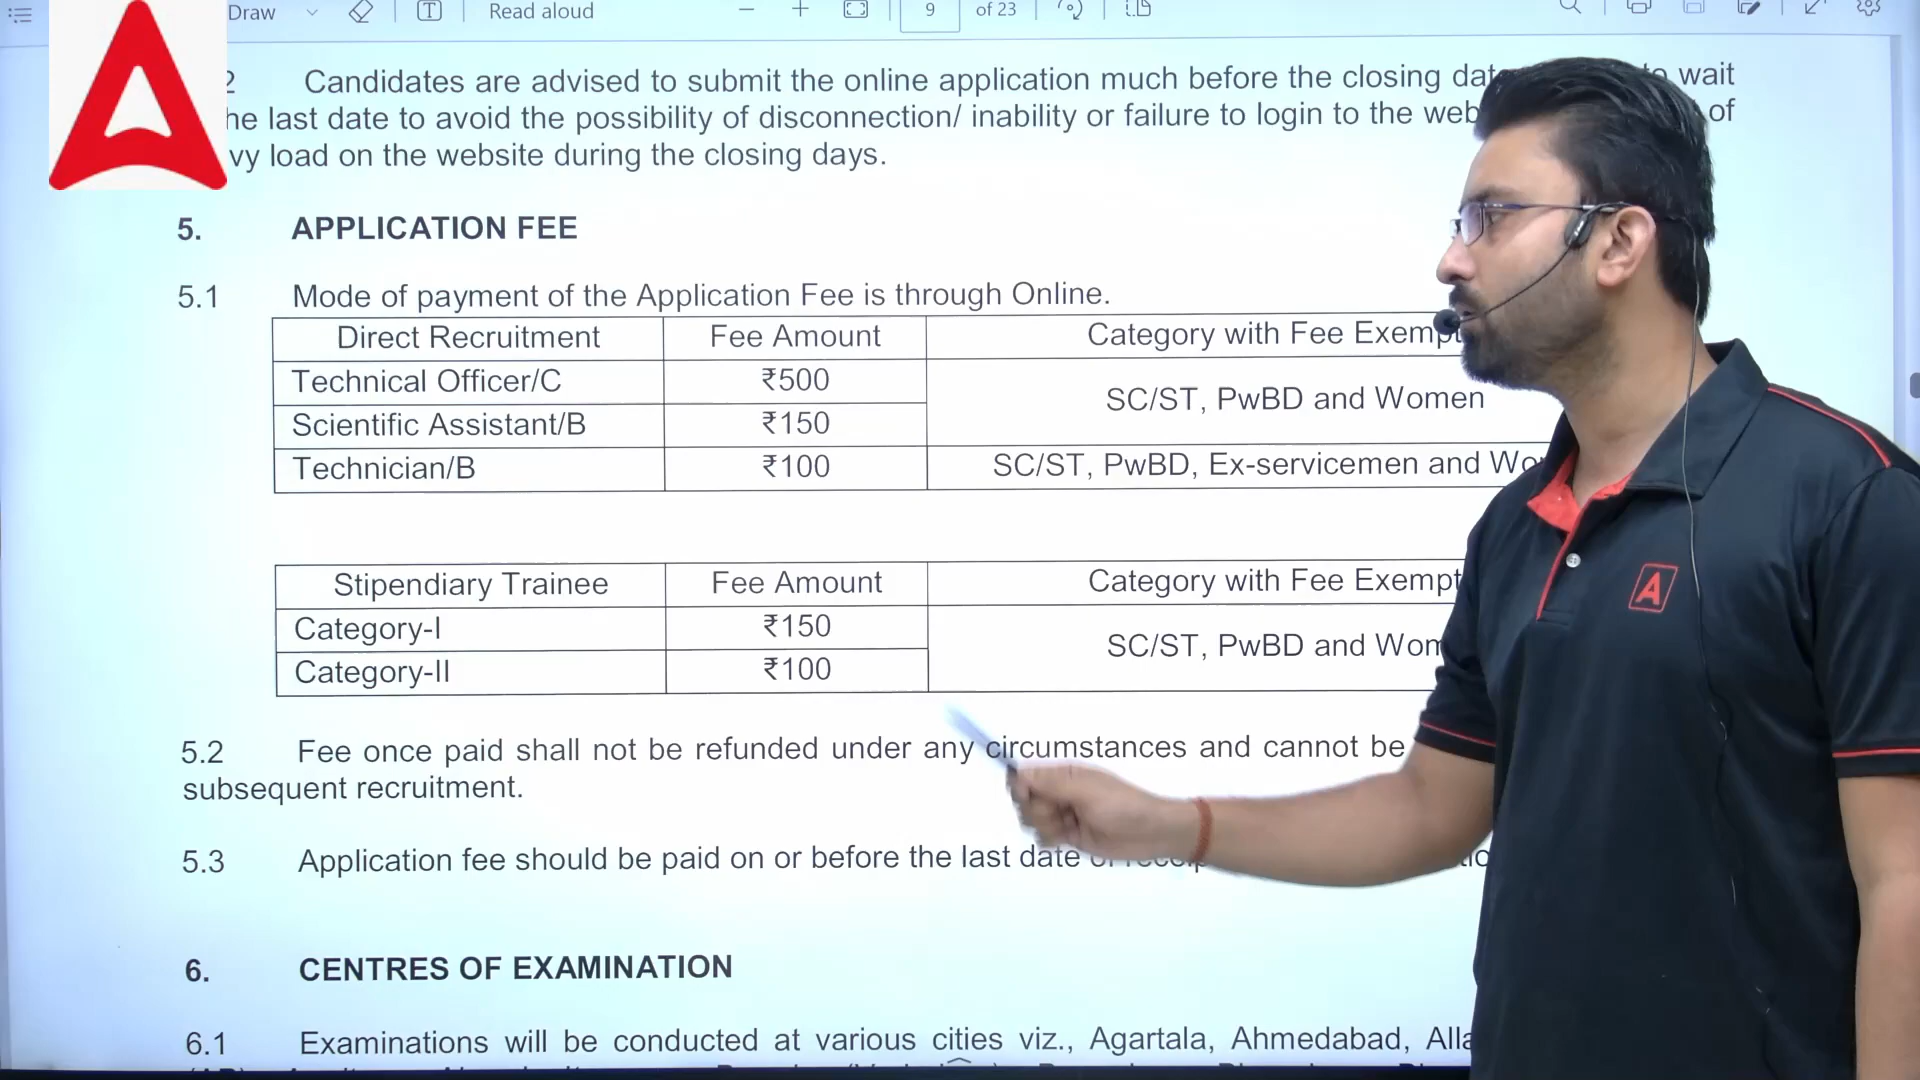 Draw
Read aloud
9 of 23
2 Candidates are advised to submit the online application much before the closing wait
he last date to avoid the possibility of disconnection/ inability or failure to login to the of
vy load on the website during the closing days.
5. APPLICATION FEE
5.1 Mode of payment of the Application Fee is through Online.
Direct Recruitment Fee Amount Category with Fee
Technical Officer/C ₹500 SC/ST, PwBD and Women
Scientific Assistant/B ₹150
Technician/B ₹100 SC/ST, PwBD, Ex-servicemen and
Stipendiary Trainee Fee Amount Category with Fee
Category-I ₹150 SC/ST, PwBD and
Category-II ₹100
5.2 Fee once paid shall not be refunded under any circumstances and cannot be
subsequent recruitment.
5.3 Application fee should be paid on or before the last date
6. CENTRES OF EXAMINATION
6.1 Examinations will be conducted at various cities viz., Agartala, Ahmedabad,